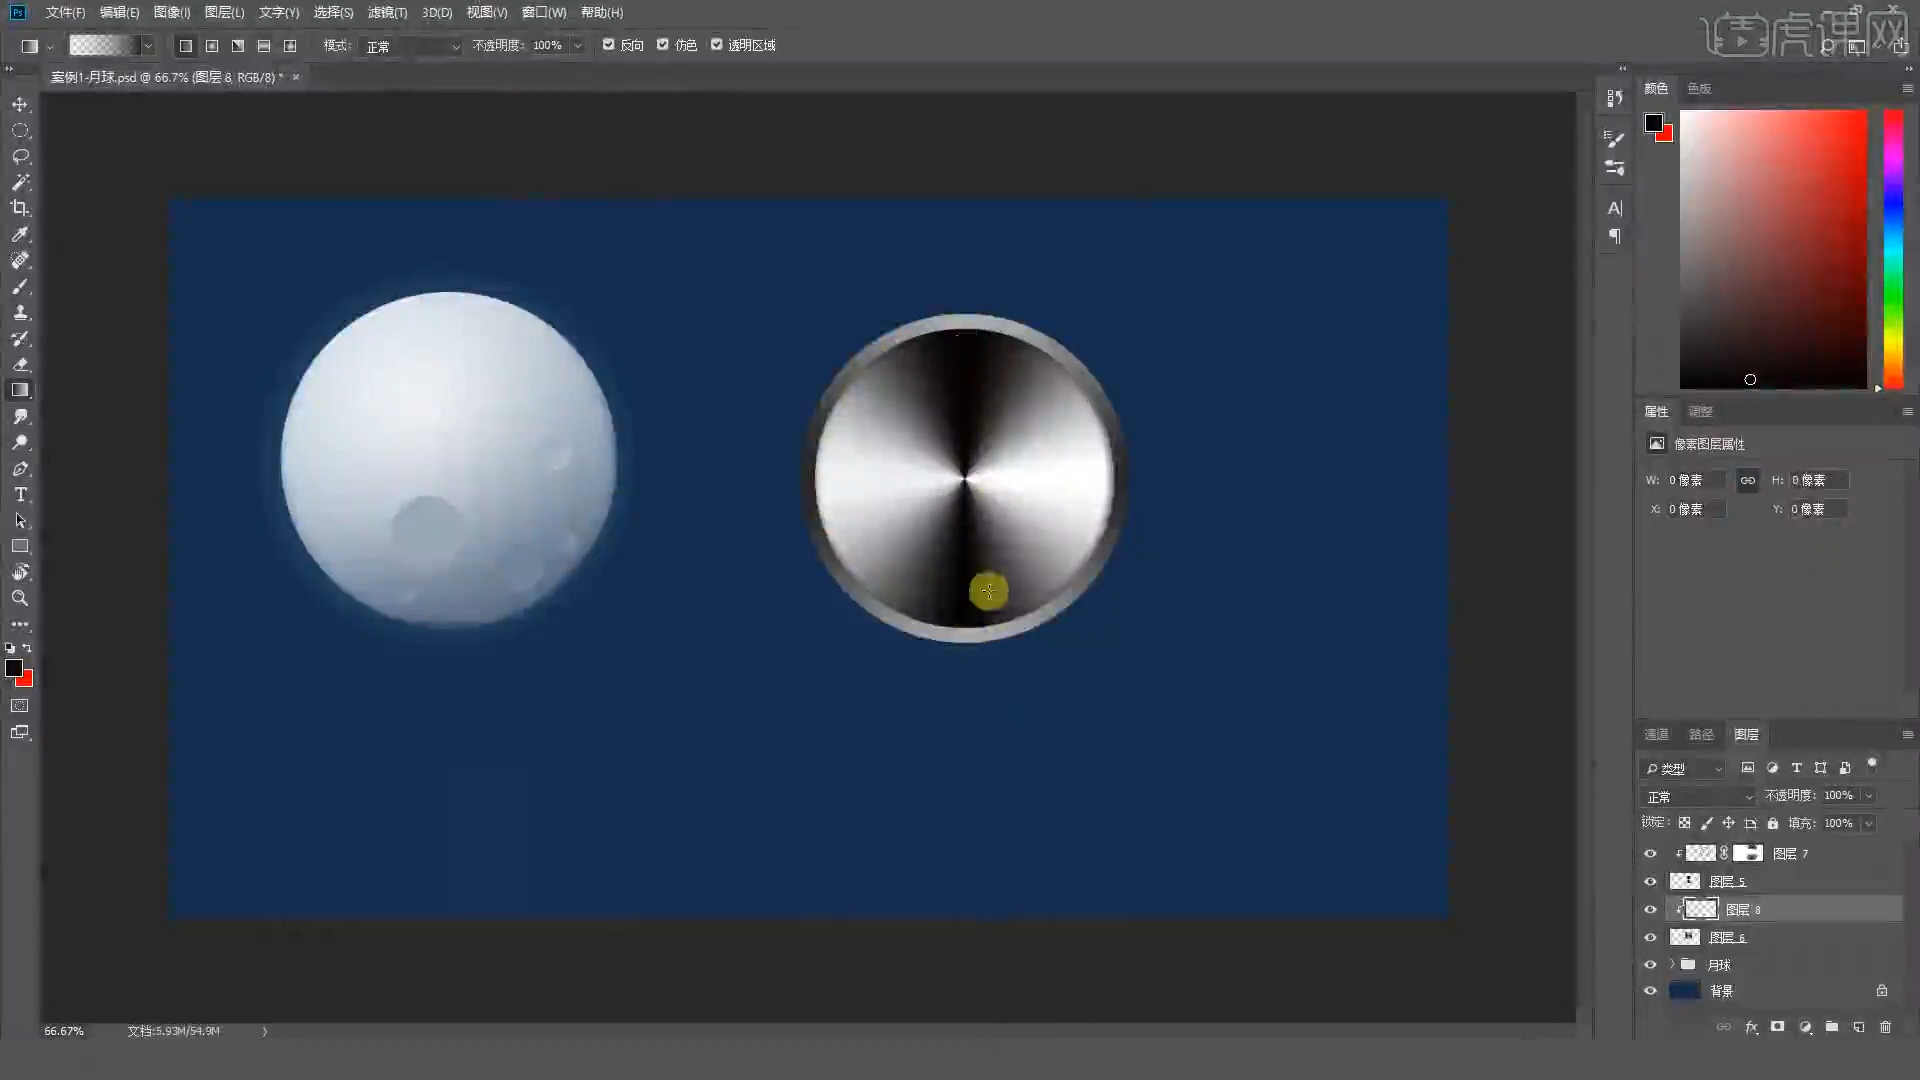 Ps 文件(F) 编辑(E) 图像(I) 图层(L) 文字(Y) 选择(S) 滤镜(T) 3D(D) 视图(V) 窗口(W) 帮助(H)
虎课网
模式: 正常 不透明度: 100% 反向 仿色 透明区域
案例1-月球.psd @ 66.7% (图层 8, RGB/8) * ×
颜色 色板
属性 调整
像素图层属性
W: 0 像素 H: 0 像素
X: 0 像素 Y: 0 像素
通道 路径 图层
类型
正常 不透明度: 100%
锁定: 填充: 100%
图层 7
图层 5
图层 8
图层 6
月球
背景
66.67% 文档:5.93M/54.9M